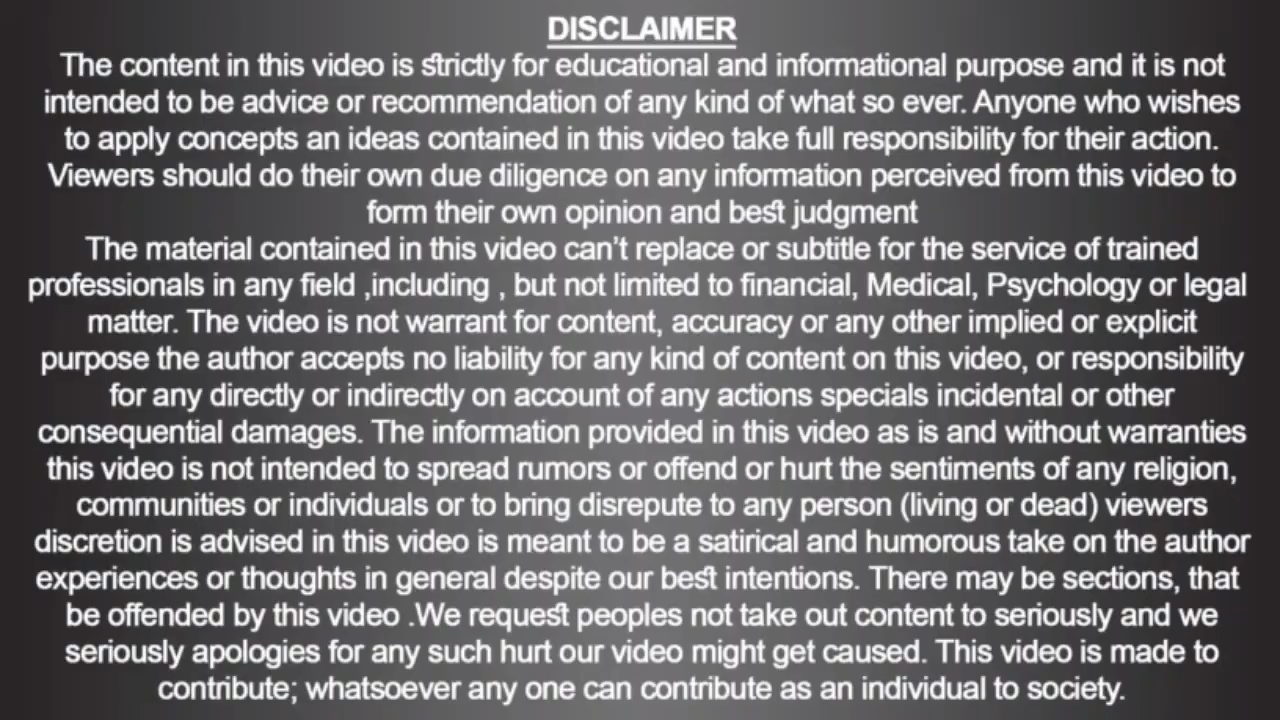 DISCLAIMER
The content in this video is strictly for educational and informational purpose and it is not
intended to be advice or recommendation of any kind of what so ever. Anyone who wishes
to apply concepts an ideas contained in this video take full responsibility for their action.
Viewers should do their own due diligence on any information perceived from this video to
form their own opinion and best judgment
The material contained in this video can't replace or subtitle for the service of trained
professionals in any field ,including , but not limited to financial, Medical, Psychology or legal
matter. The video is not warrant for content, accuracy or any other implied or explicit
purpose the author accepts no liability for any kind of content on this video, or responsibility
for any directly or indirectly on account of any actions specials incidental or other
consequential damages. The information provided in this video as is and without warranties
this video is not intended to spread rumors or offend or hurt the sentiments of any religion,
communities or individuals or to bring disrepute to any person (living or dead) viewers
discretion is advised in this video is meant to be a satirical and humorous take on the author
experiences or thoughts in general despite our best intentions. There may be sections, that
be offended by this video .We request peoples not take out content to seriously and we
seriously apologies for any such hurt our video might get caused. This video is made to
contribute; whatsoever any one can contribute as an individual to society.